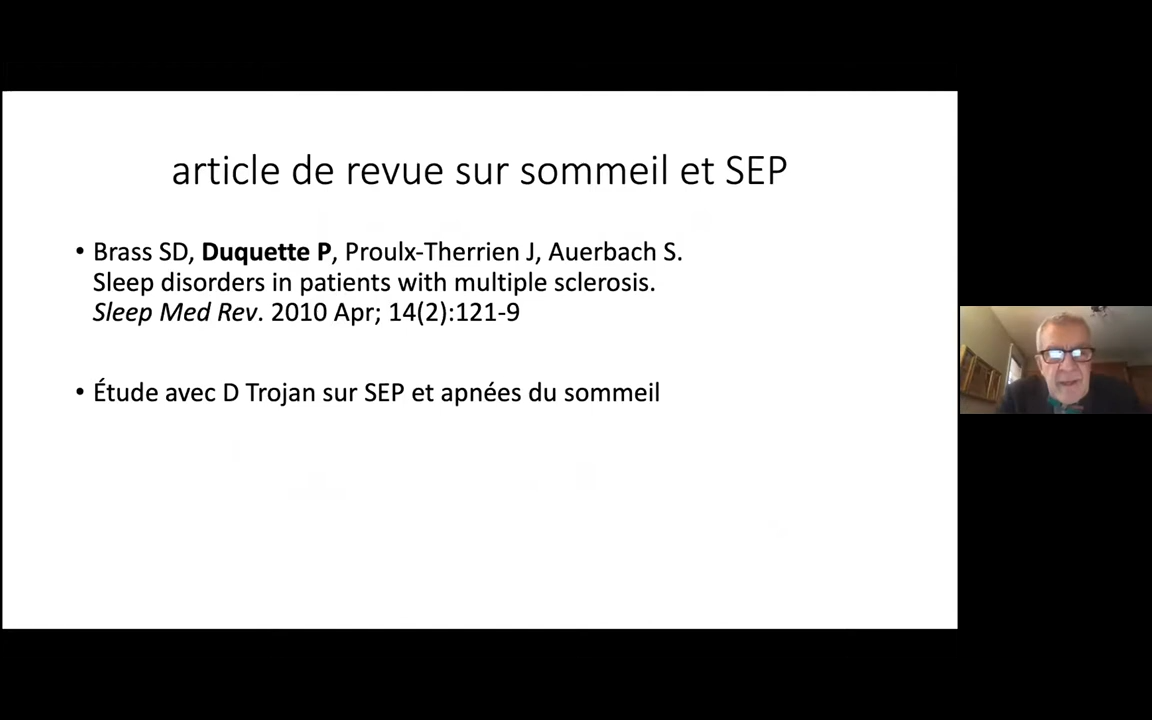 article de revue sur sommeil et SEP
• Brass SD, Duquette P, Proulx-Therrien J, Auerbach S.
Sleep disorders in patients with multiple sclerosis.
Sleep Med Rev. 2010 Apr; 14(2):121-9
• Étude avec D Trojan sur SEP et apnées du sommeil